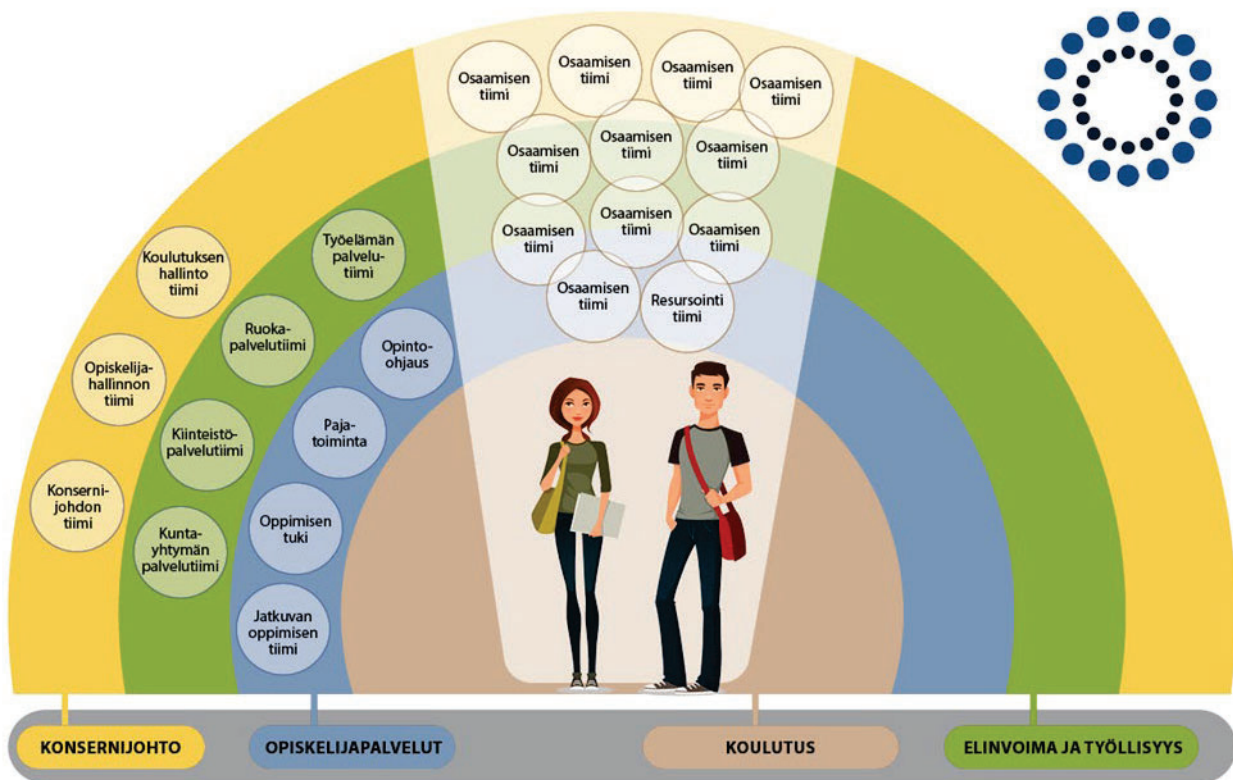 Osaamisen
tiimi
Osaamisen
tiimi
Osaamisen
tiimi
Osaamisen
tiimi
Osaamisen
tiimi
Osaamisen
tiimi
Osaamisen
tiimi
Osaamisen
tiimi
Osaamisen
tiimi
Osaamisen
tiimi
Osaamisen
tiimi
Resursointi
tiimi
Koulutuksen
hallinto
tiimi
Opiskelija-
hallinnon
tiimi
Konserni-
johdon
tiimi
Työelämän
palvelu-
tiimi
Ruoka-
palvelutiimi
Kiinteistö-
palvelutiimi
Kunta-
yhtymän
palvelutiimi
Opinto-
ohjaus
Paja-
toiminta
Oppimisen
tuki
Jatkuvan
oppimisen
tiimi
KONSERNIJOHTO
OPISKELIJAPALVELUT
KOULUTUS
ELINVOIMA JA TYÖLLISYYS